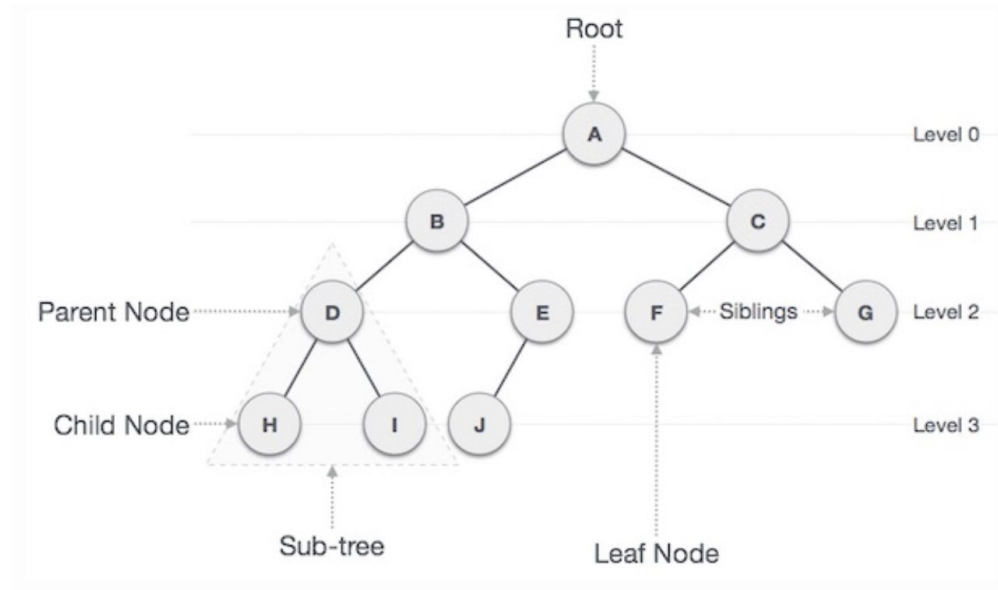 Root
A
Level 0
B
C
Level 1
Parent Node
D
E
F
Siblings
G
Level 2
Child Node
H
I
J
Level 3
Sub-tree
Leaf Node